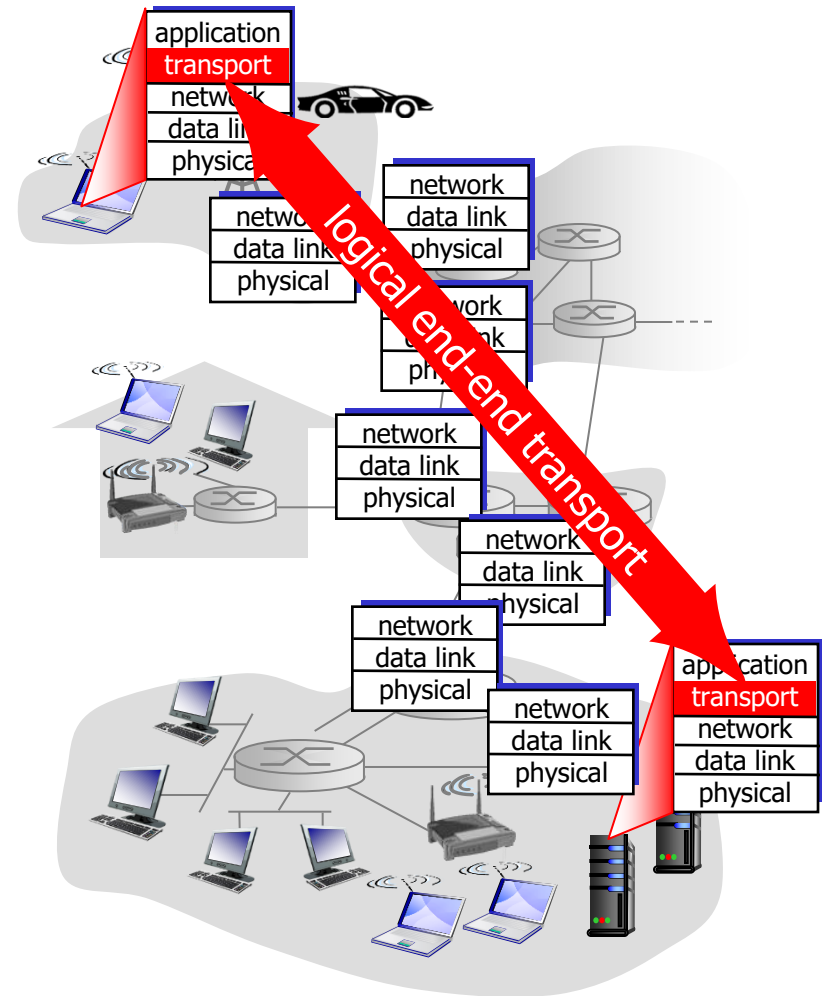 application
transport
network
data link
physical
network
data link
physical
network
data link
physical
network
logical end-end transport
network
data link
physical
network
data link
physical
network
data link
physical
application
transport
network
data link
physical
network
data link
physical